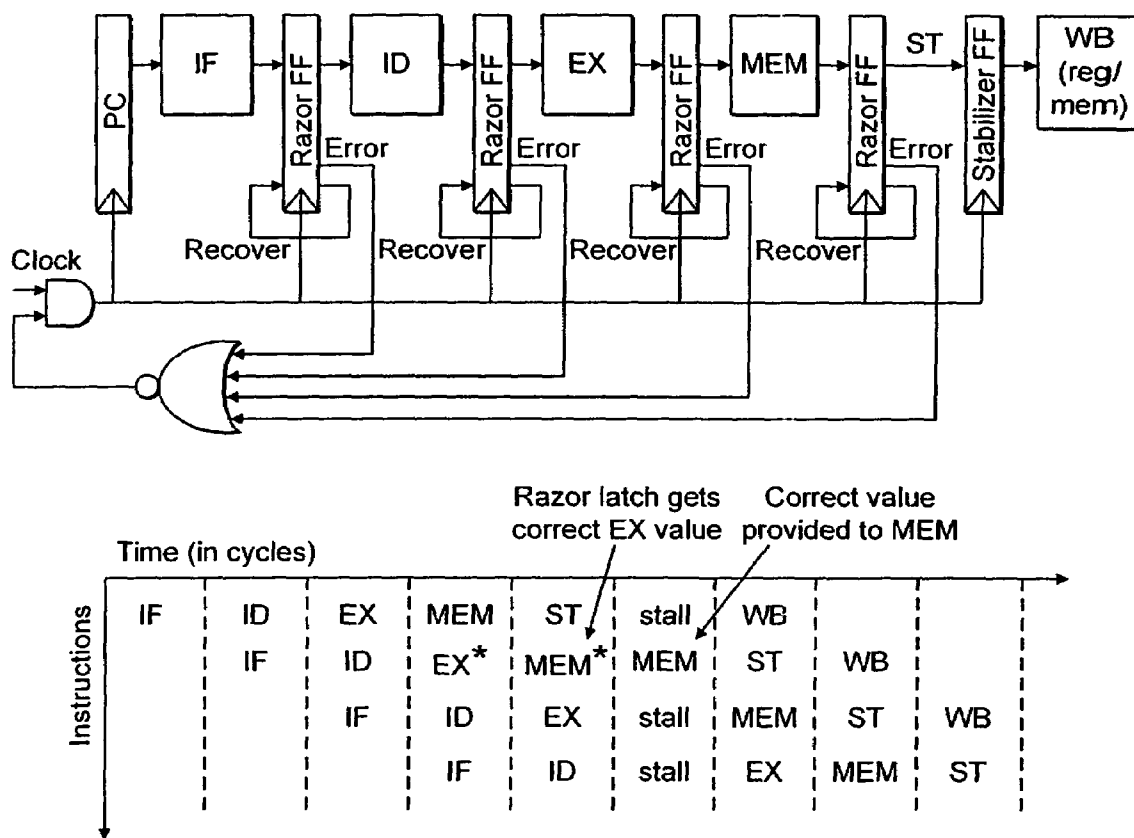 PC
IF
Razor FF
ID
Razor FF
EX
Razor FF
MEM
Razor FF
ST
Stabilizer FF
WB
(reg/
mem)
Error
Error
Error
Error
Recover
Recover
Recover
Recover
Clock
Razor latch gets
correct EX value
Correct value
provided to MEM
Time (in cycles)
Instructions
IF ID EX MEM ST stall WB
IF ID EX* MEM* MEM ST WB
IF ID EX stall MEM ST WB
IF ID stall EX MEM ST